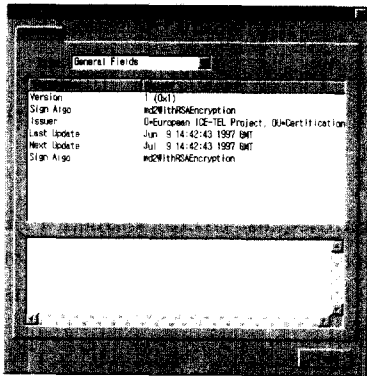 General Fields
Version 1 (0x1)
Sign Algo md2WithRSAEncryption
Issuer O=European ICE-TEL Project, OU=Certification
Last Update Jun 9 14:42:43 1997 GMT
Next Update Jul 9 14:42:43 1997 GMT
Sign Algo md2WithRSAEncryption